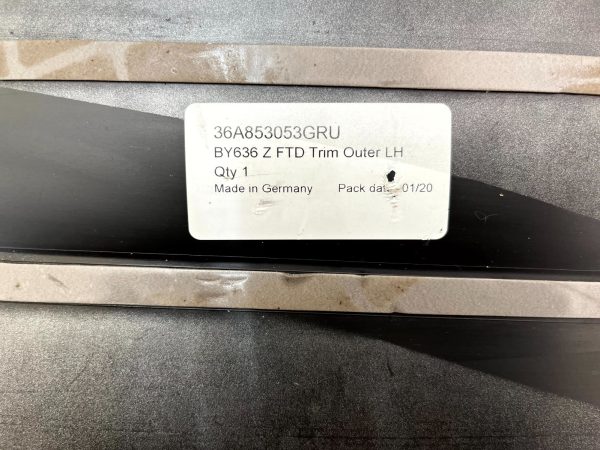 36A853053GRU
BY636 Z FTD Trim Outer LH
Qty 1
Made in Germany Pack date 01/20